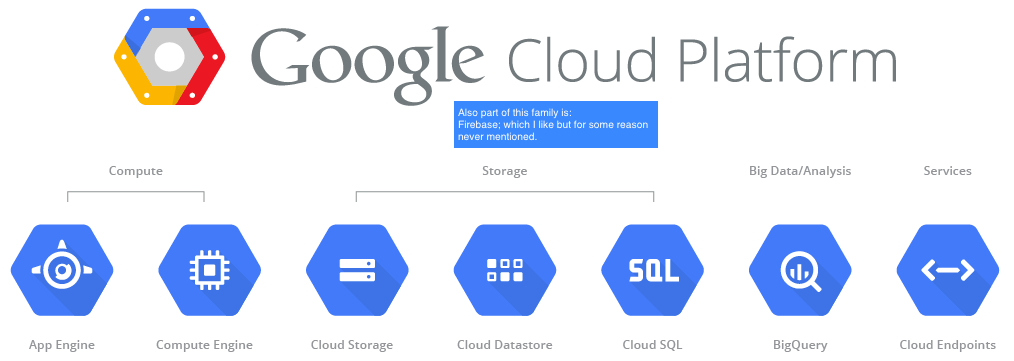 Google Cloud Platform
Also part of this family is:
Firebase; which I like but for some reason
never mentioned.
Compute
Storage
Big Data/Analysis
Services
SQL
App Engine
Compute Engine
Cloud Storage
Cloud Datastore
Cloud SQL
BigQuery
Cloud Endpoints